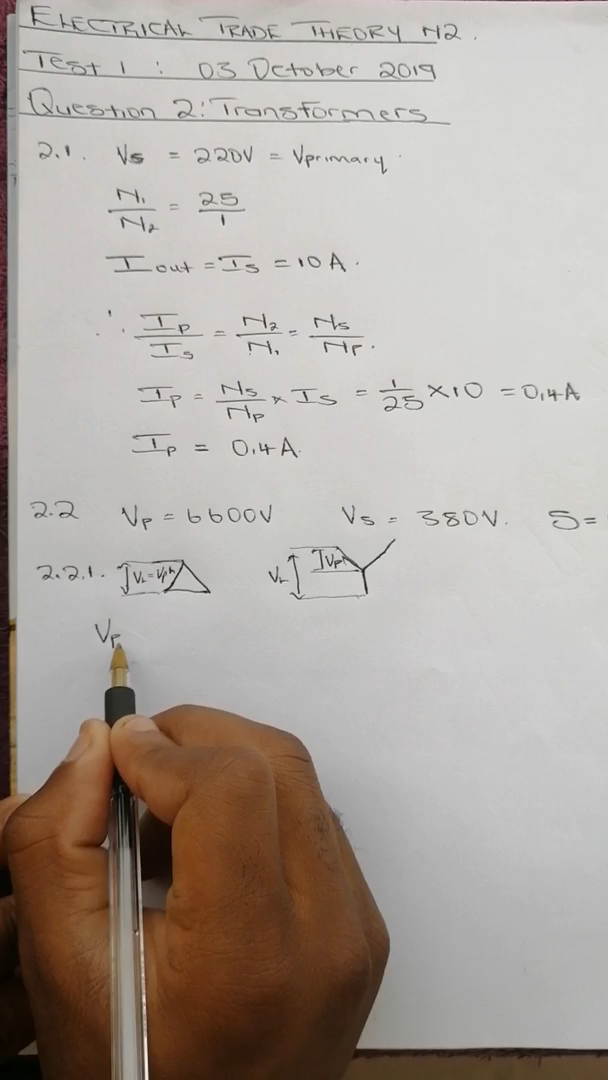 ELECTRICAL TRADE THEORY N2.
Test 1 : 03 October 2019
Question 2: Transformers
2.1. Vs = 220V = Vprimary.
N1/N2 = 25/1
I out = Is = 10 A.
∴ Ip/Is = N2/N1 = Ns/Np.
Ip = Ns/Np × Is = 1/25 × 10 = 0,4A
Ip = 0,4A.
2.2 Vp = 6600V Vs = 380V. S=
2.2.1. VL=Vph VL Vph
VP